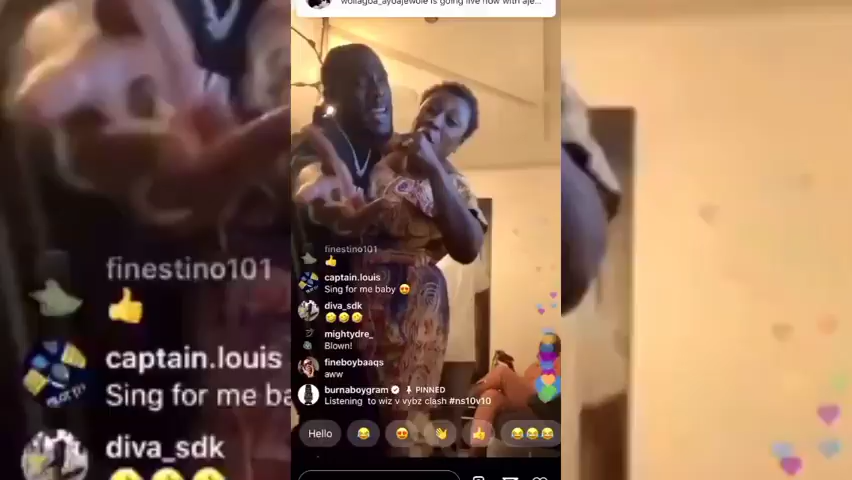 wollagba_ayoajewole is going live now with aje...
finestino101
👍
captain.louis
Sing for me baby 😍
diva_sdk
🤣🤣🤣
mightydre_
Blown!
fineboybaaqs
aww
burnaboygram PINNED
Listening to wiz v vybz clash #ns10v10
Hello 😂 😍 👋 👍 😂😂😂
finestino101
👍
captain.louis
Sing for me ba
diva_sdk